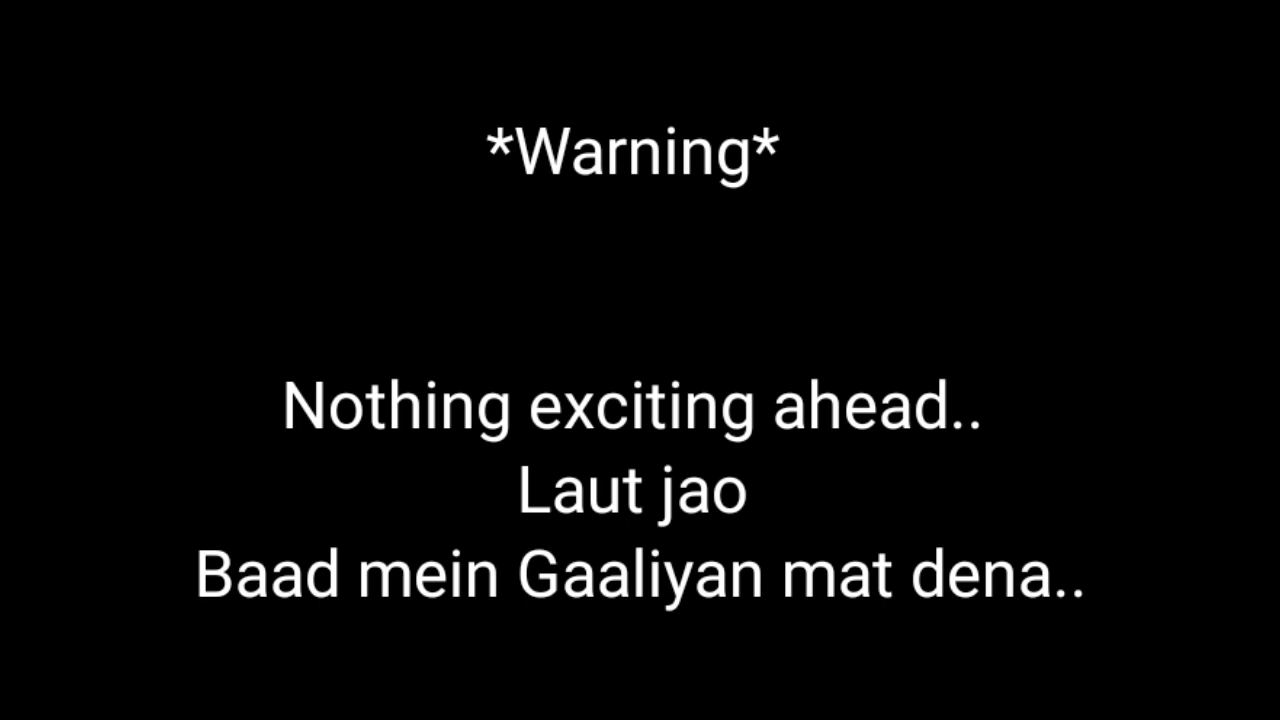 *Warning*
Nothing exciting ahead..
Laut jao
Baad mein Gaaliyan mat dena..